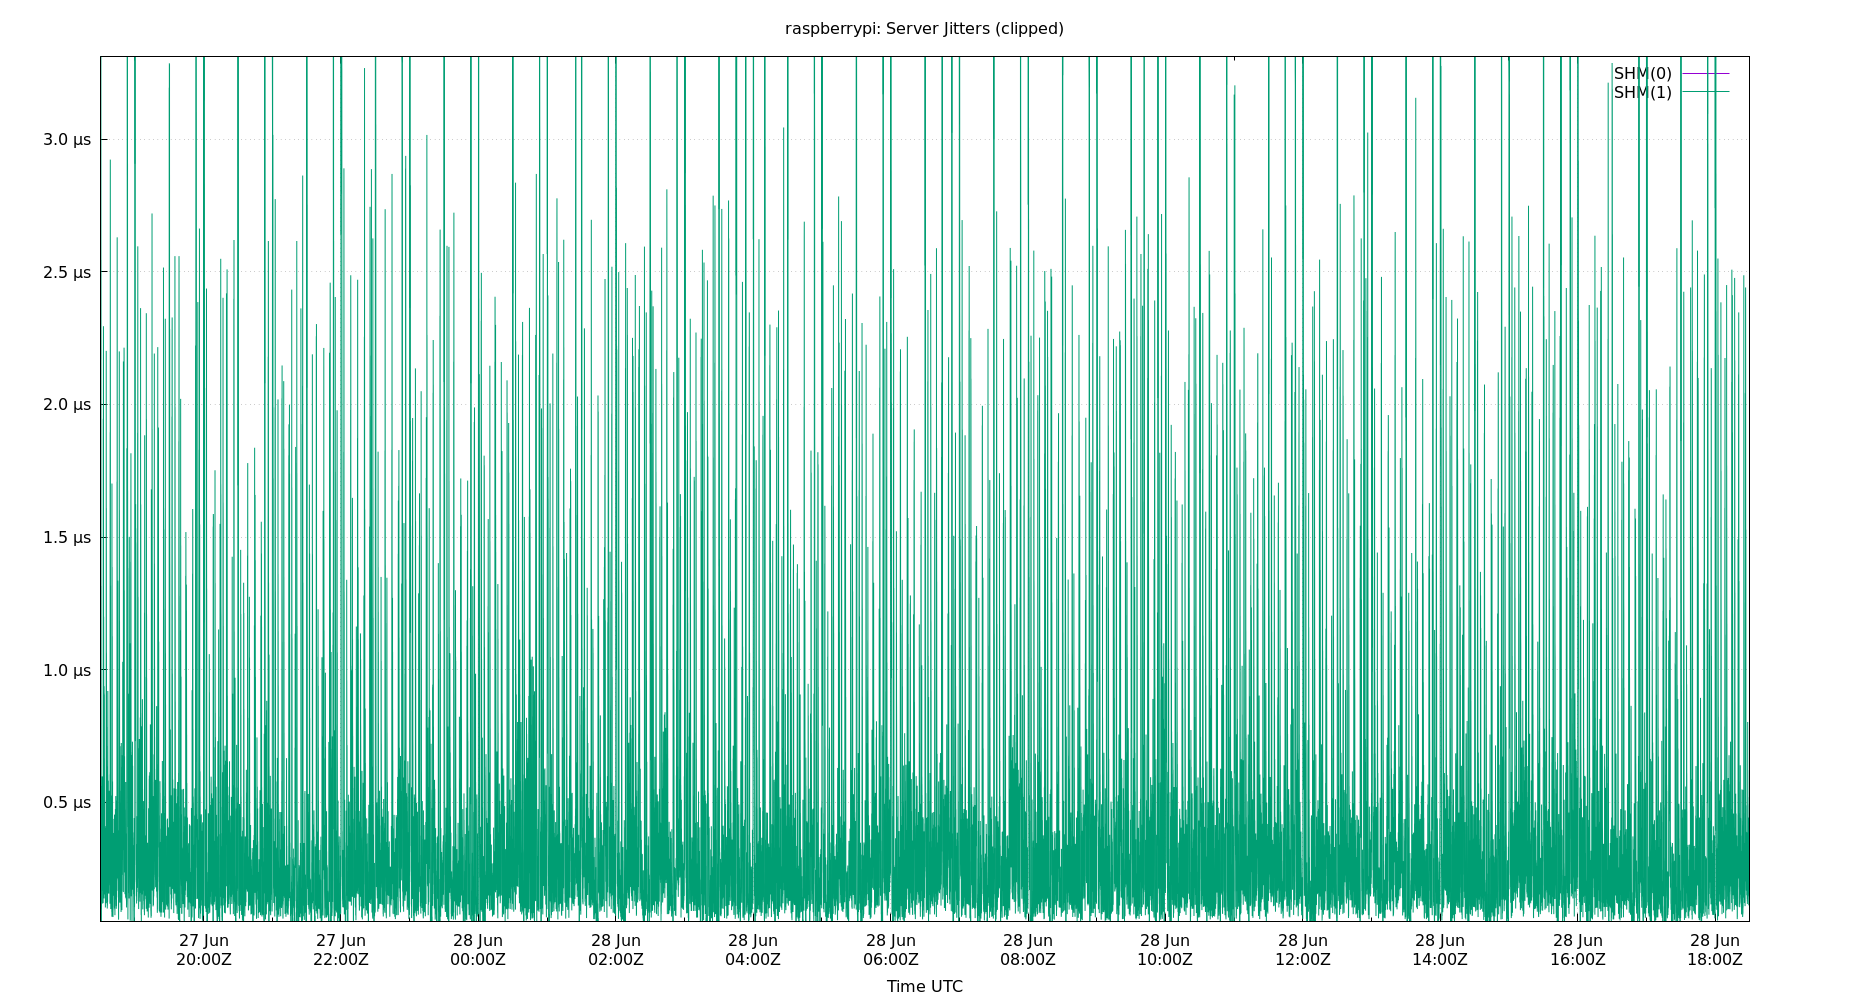 raspberrypi: Server Jitters (clipped)
SHM(0)
SHM(1)
3.0 µs
2.5 µs
2.0 µs
1.5 µs
1.0 µs
0.5 µs
27 Jun 27 Jun 28 Jun 28 Jun 28 Jun 28 Jun 28 Jun 28 Jun 28 Jun 28 Jun 28 Jun 28 Jun
20:00Z 22:00Z 00:00Z 02:00Z 04:00Z 06:00Z 08:00Z 10:00Z 12:00Z 14:00Z 16:00Z 18:00Z
Time UTC